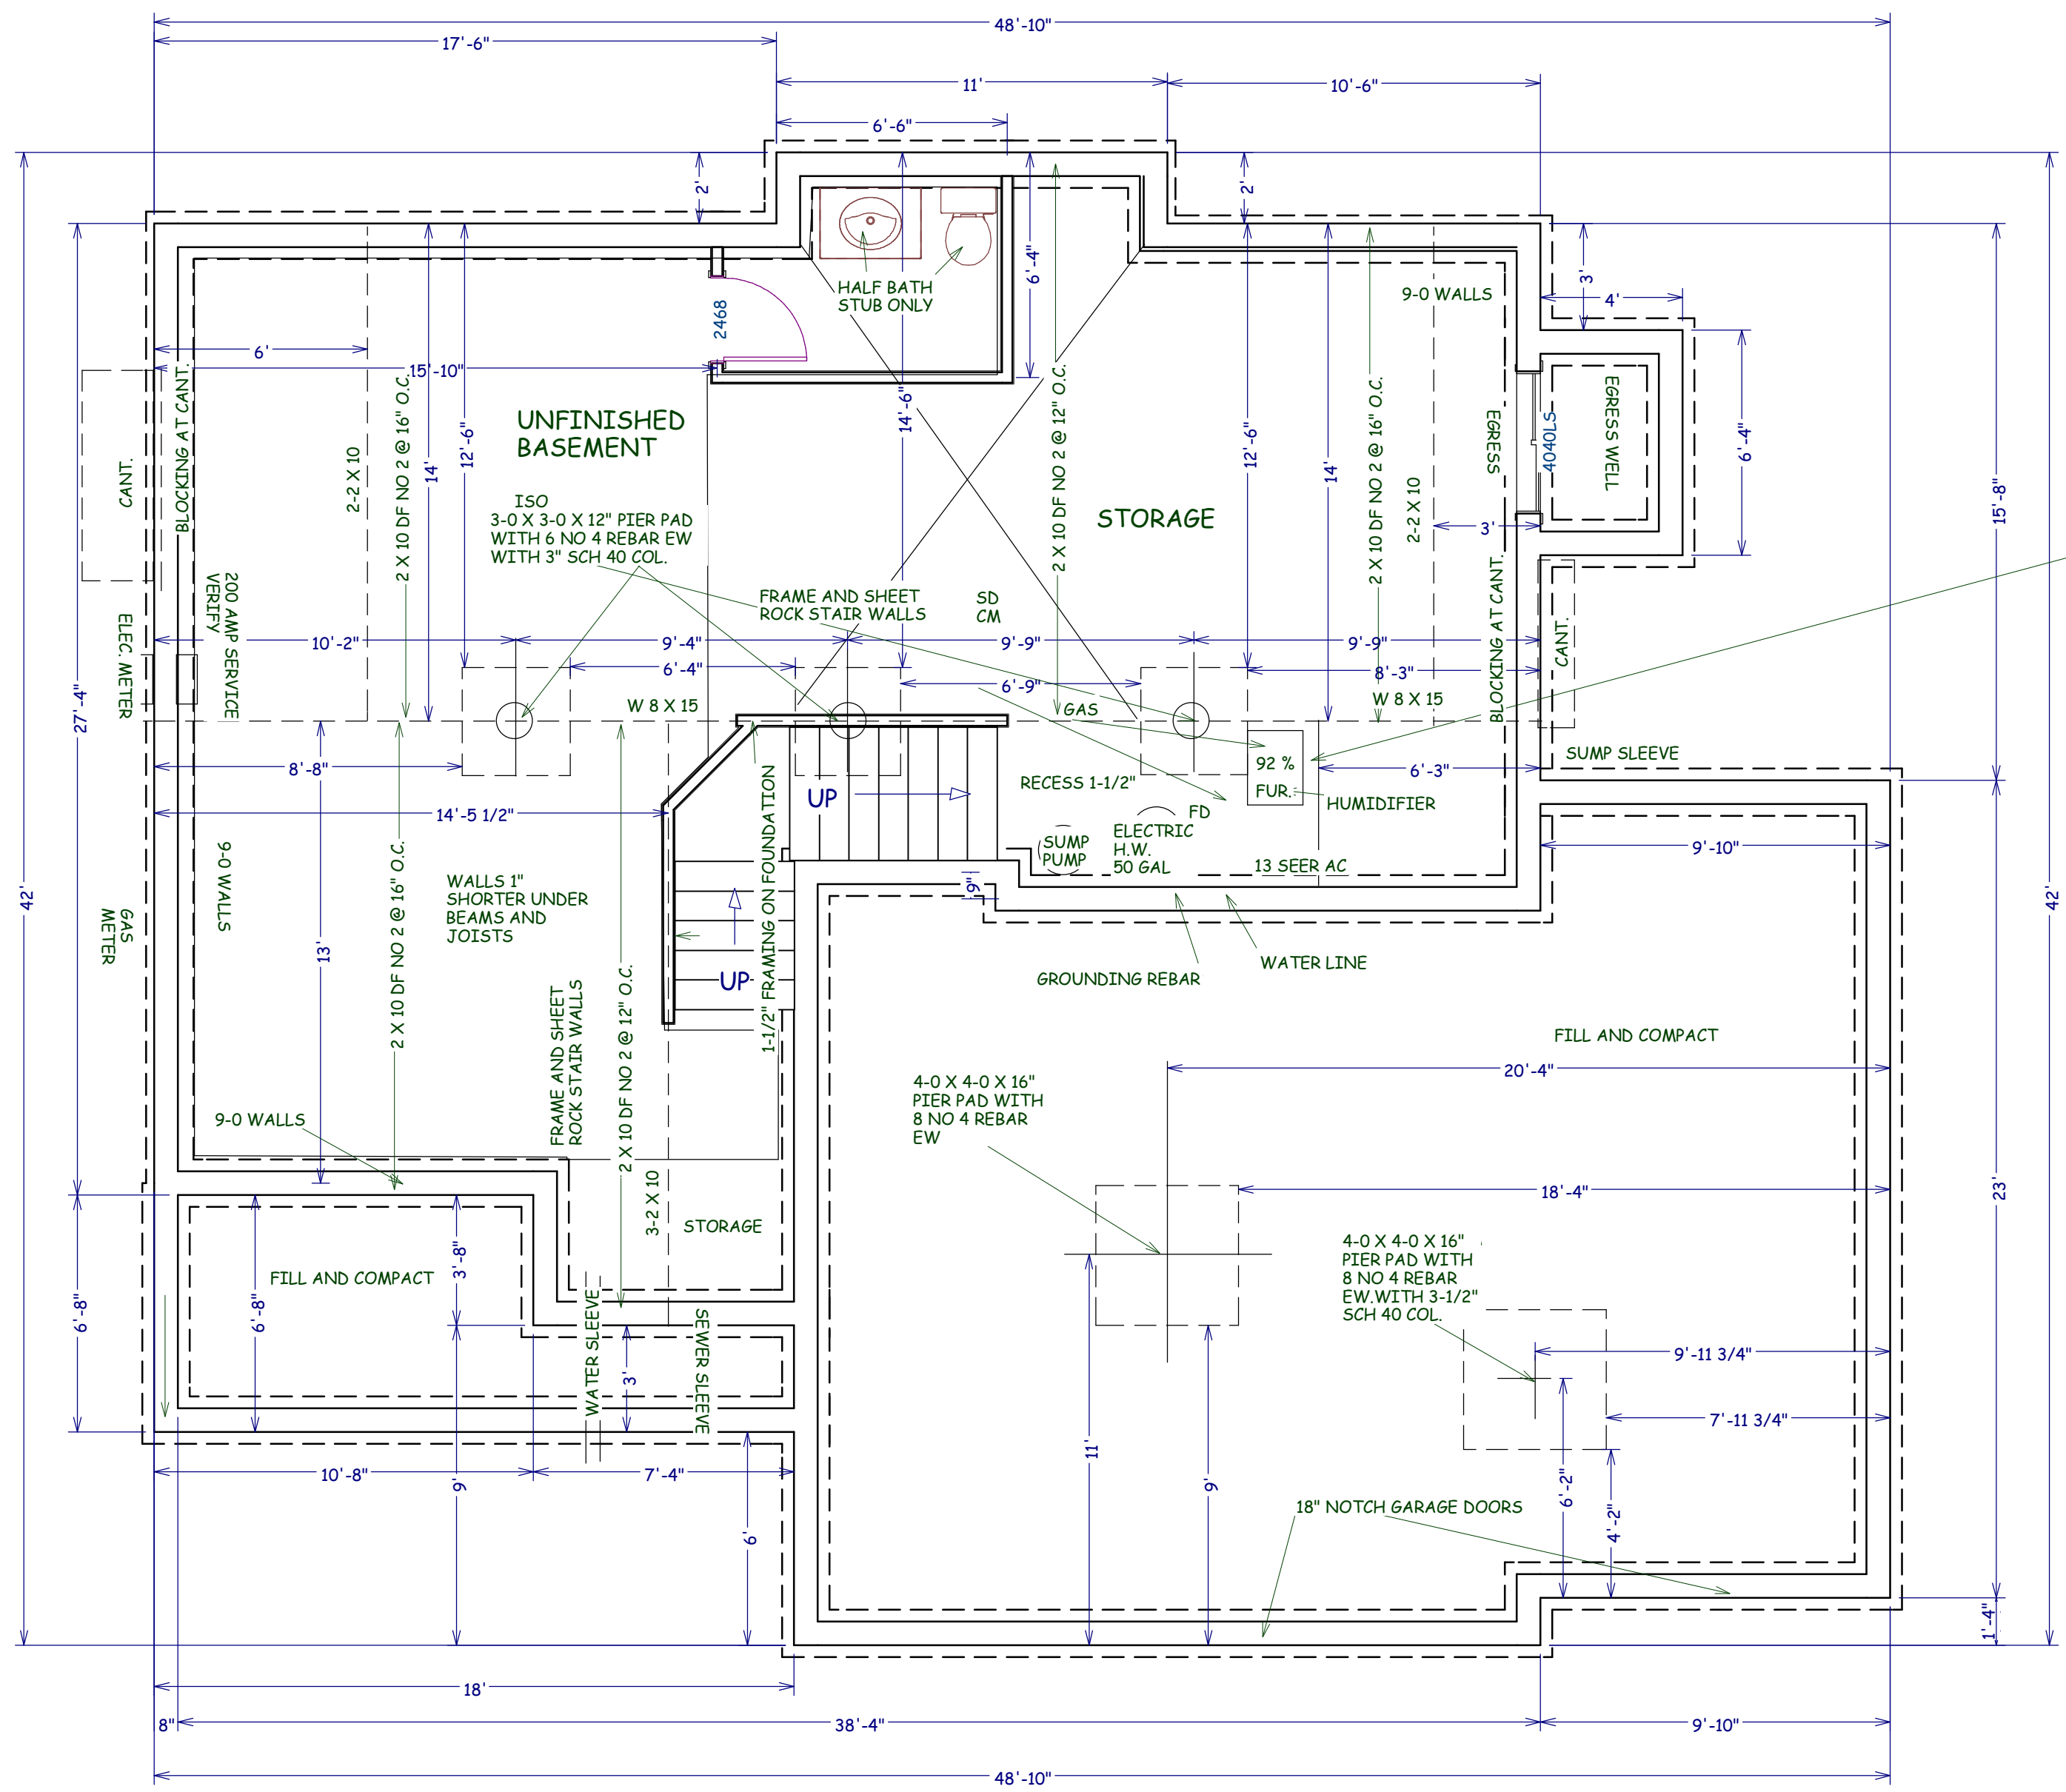 48'-10"
17'-6"
11'
10'-6"
6'-6"
2'
2'
HALF BATH
STUB ONLY
2468
6'-4"
9-0 WALLS
3'
4'
6'
15'-10"
14'-6"
UNFINISHED
BASEMENT
CANT.
BLOCKING AT CANT.
2-2 X 10
2 X 10 DF NO 2 @ 16" O.C.
14'
12'-6"
ISO
3-0 X 3-0 X 12" PIER PAD
WITH 6 NO 4 REBAR EW
WITH 3" SCH 40 COL.
STORAGE
2 X 10 DF NO 2 @ 12" O.C.
12'-6"
14'
2 X 10 DF NO 2 @ 16" O.C.
2-2 X 10
EGRESS
4040LS
EGRESS WELL
6'-4"
15'-8"
3'
FRAME AND SHEET
ROCK STAIR WALLS
SD
CM
200 AMP SERVICE
VERIFY
ELEC. METER
27'-4"
10'-2"
9'-4"
9'-9"
9'-9"
6'-4"
8'-3"
6'-9"
BLOCKING AT CANT.
CANT.
W 8 X 15
GAS
W 8 X 15
8'-8"
92 %
FUR.
6'-3"
SUMP SLEEVE
RECESS 1-1/2"
HUMIDIFIER
14'-5 1/2"
UP
FD
SUMP
PUMP
ELECTRIC
H.W.
50 GAL
13 SEER AC
9'-10"
9-0 WALLS
WALLS 1"
SHORTER UNDER
BEAMS AND
JOISTS
9"
42'
42'
GAS
METER
13'
2 X 10 DF NO 2 @ 16" O.C.
UP
1-1/2" FRAMING ON FOUNDATION
GROUNDING REBAR
WATER LINE
FILL AND COMPACT
FRAME AND SHEET
ROCK STAIR WALLS
2 X 10 DF NO 2 @ 12" O.C.
20'-4"
4-0 X 4-0 X 16"
PIER PAD WITH
8 NO 4 REBAR
EW
9-0 WALLS
18'-4"
23'
3-2 X 10
STORAGE
4-0 X 4-0 X 16"
PIER PAD WITH
8 NO 4 REBAR
EW.WITH 3-1/2"
SCH 40 COL.
FILL AND COMPACT
3'-8"
6'-8"
6'-8"
WATER SLEEVE
3'
SEWER SLEEVE
9'-11 3/4"
7'-11 3/4"
10'-8"
7'-4"
9'
6'
11'
9'
6'-2"
4'-2"
18" NOTCH GARAGE DOORS
1'-4"
18'
8"
38'-4"
9'-10"
48'-10"